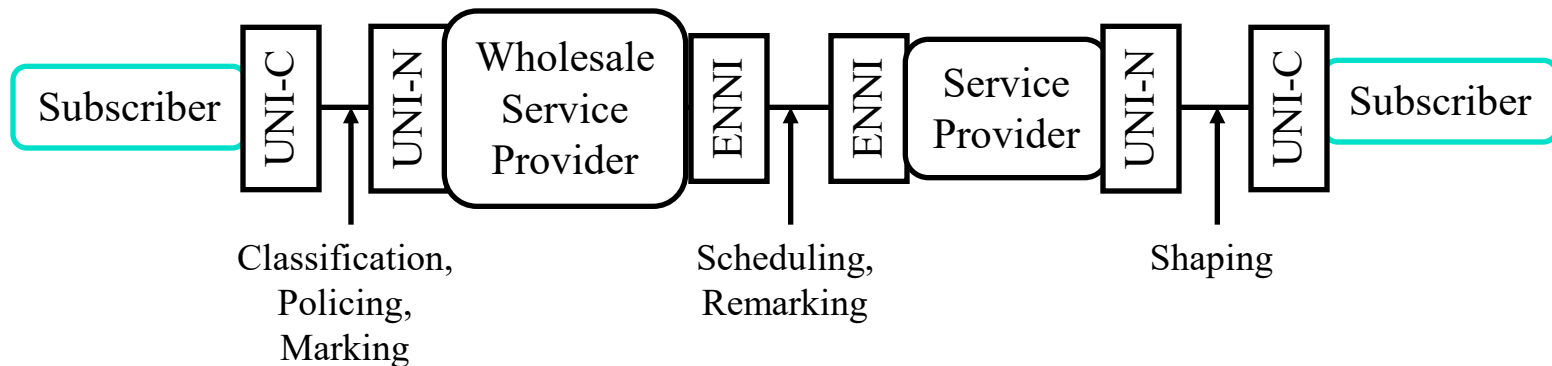 Subscriber
UNI-C
UNI-N
Wholesale
Service
Provider
ENNI
ENNI
Service
Provider
UNI-N
UNI-C
Subscriber
Classification,
Policing,
Marking
Scheduling,
Remarking
Shaping